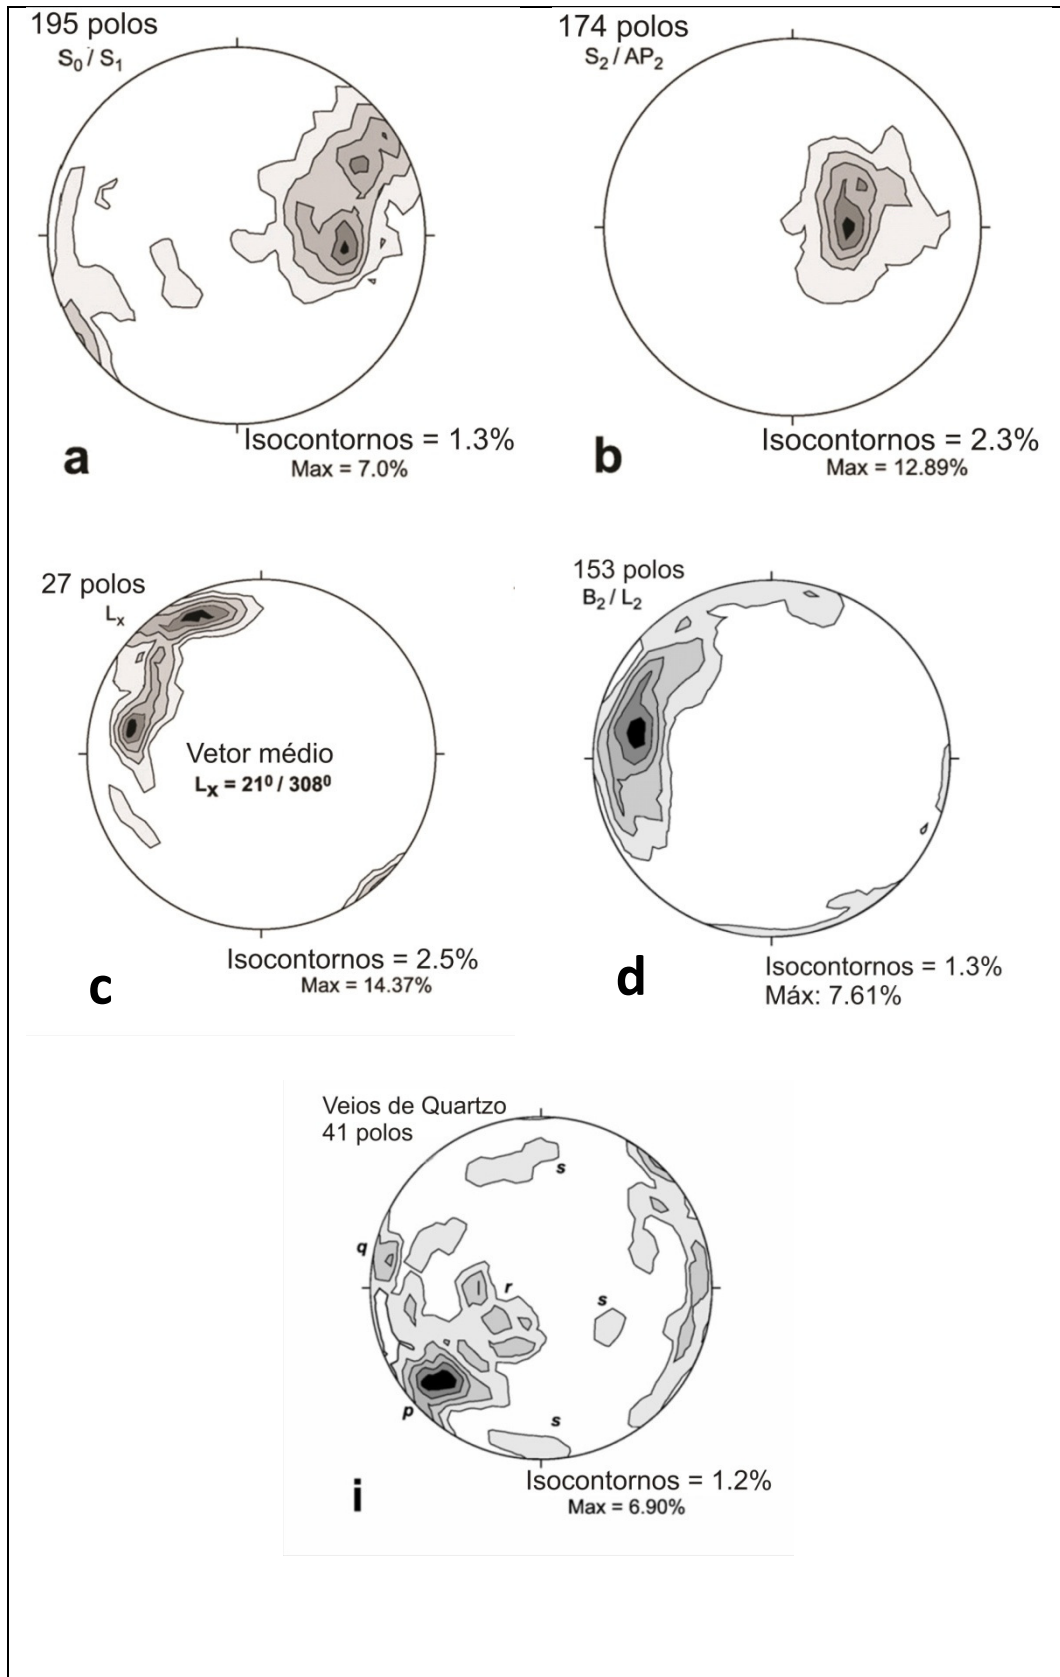 195 polos
S₀ / S₁
a
Isocontornos = 1.3%
Max = 7.0%
174 polos
S₂ / AP₂
b
Isocontornos = 2.3%
Max = 12.89%
27 polos
Lₓ
Vetor médio
Lₓ = 21⁰ / 308⁰
c
Isocontornos = 2.5%
Max = 14.37%
153 polos
B₂ / L₂
d
Isocontornos = 1.3%
Máx: 7.61%
Veios de Quartzo
41 polos
s
q
r
s
p
s
i
Isocontornos = 1.2%
Max = 6.90%